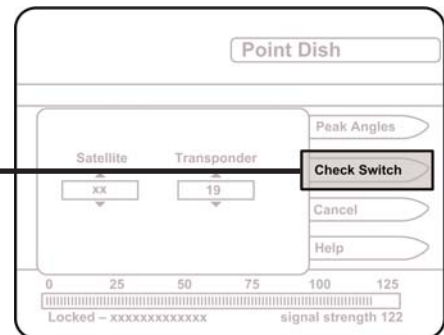 Point Dish
Peak Angles
Satellite Transponder
Check Switch
xx 19
Cancel
Help
0 25 50 75 100 125
Locked – xxxxxxxxxxxxx signal strength 122